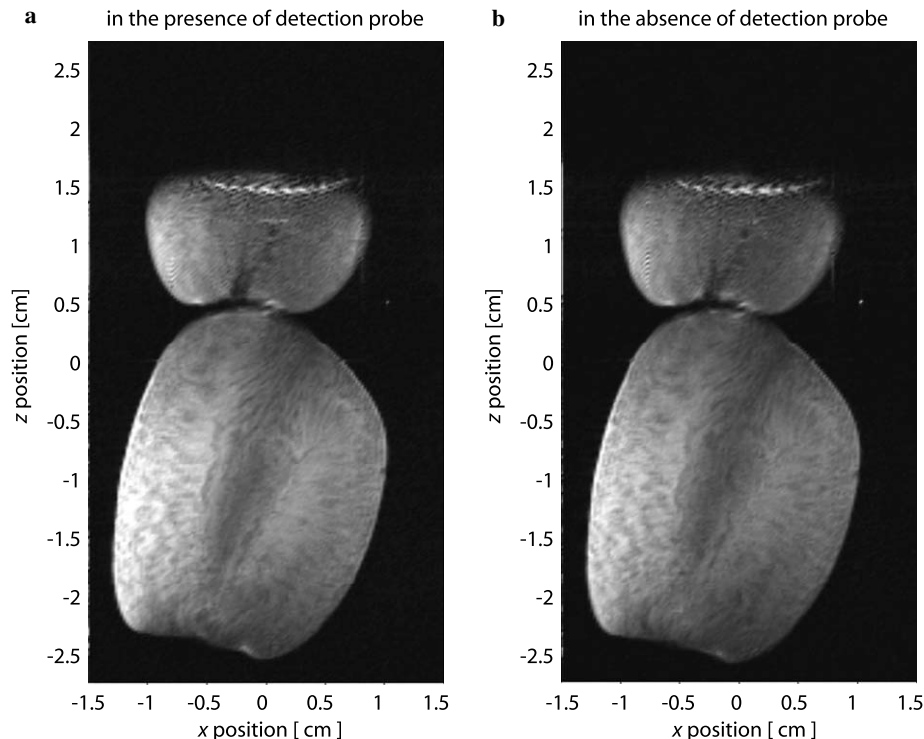 a in the presence of detection probe
b in the absence of detection probe
2.5
2
1.5
1
0.5
0
-0.5
-1
-1.5
-2
-2.5
z position [cm]
-1.5 -1 -0.5 0 0.5 1 1.5
x position [ cm ]
2.5
2
1.5
1
0.5
0
-0.5
-1
-1.5
-2
-2.5
z position [cm]
-1.5 -1 -0.5 0 0.5 1 1.5
x position [ cm ]